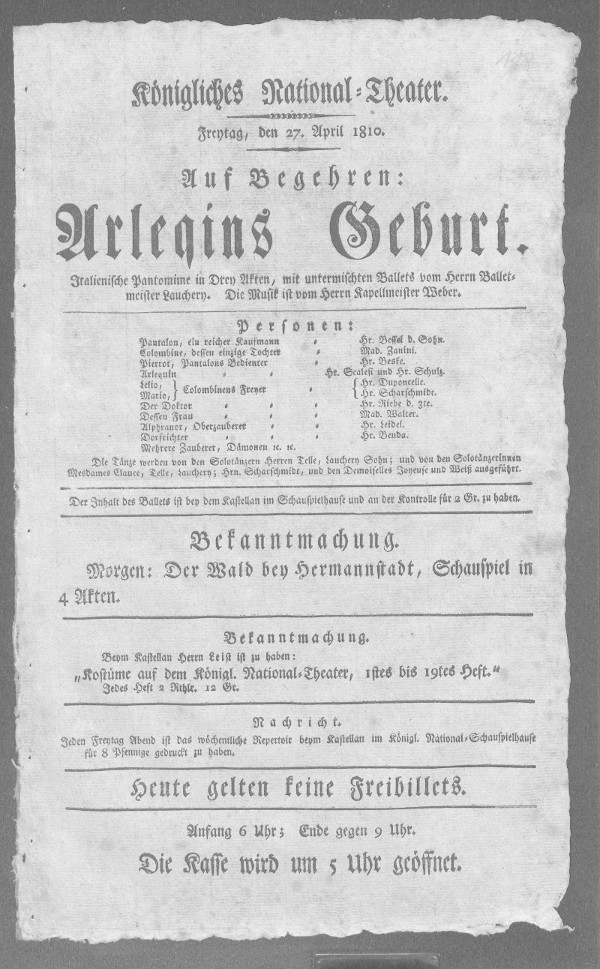 Königliches National-Theater.
Freytag, den 27. April 1810.
Auf Begehren:
Arleqins Geburt.
Italienische Pantomime in Drey Akten, mit untermischten Ballets vom Herrn Ballet-
meister Lauchery. Die Musik ist vom Herrn Kapellmeister Weber.
Personen:
Pantalon, ein reicher Kaufmann = Hr. Bessel d. Sohn.
Colombine, dessen einzige Tochter = Mad. Zanini.
Pierrot, Pantalons Bedienter = Hr. Beske.
Arlequin = = Hr. Scalesi und Hr. Schulz.
Lelio, } Colombinens Freyer = { Hr. Duponcelle.
Mario, } { Hr. Scharschmidt.
Der Doktor = = = Hr. Riebe d. 3te.
Dessen Frau = = = Mad. Walter.
Alphranor, Oberzauberer = = Hr. Leidel.
Dorfrichter = = = Hr. Benda.
Mehrere Zauberer, Dämonen ꝛc. ꝛc.
Die Tänze werden von den Solotänzern Herren Telle, Lauchery Sohn; und von den Solotänzerinnen
Mesdames Clauce, Telle, Lauchery; Hrn. Scharschmidt, und den Demoiselles Joyeuse und Weiß ausgeführt.
Der Inhalt des Ballets ist bey dem Kastellan im Schauspielhause und an der Kontrolle für 2 Gr. zu haben.
Bekanntmachung.
Morgen: Der Wald bey Hermannstadt, Schauspiel in
4 Akten.
Bekanntmachung.
Beym Kastellan Herrn Leist ist zu haben:
„Kostüme auf dem Königl. National-Theater, 1stes bis 19tes Heft.“
Jedes Heft 2 Rthlr. 12 Gr.
Nachricht.
Jeden Freytag Abend ist das wöchentliche Repertoir beym Kastellan im Königl. National-Schauspielhause
für 8 Pfennige gedruckt zu haben.
Heute gelten keine Freibillets.
Anfang 6 Uhr; Ende gegen 9 Uhr.
Die Kasse wird um 5 Uhr geöffnet.